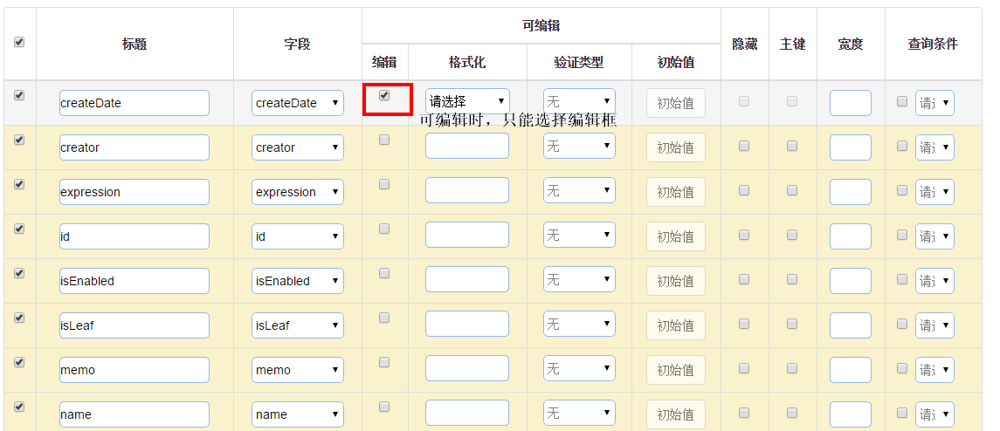 标题 字段 可编辑 隐藏 主键 宽度 查询条件
编辑 格式化 验证类型 初始值
createDate createDate 请选择 无 初始值 请
可编辑时，只能选择编辑框
creator creator 无 初始值 请
expression expression 无 初始值 请
id id 无 初始值 请
isEnabled isEnabled 无 初始值 请
isLeaf isLeaf 无 初始值 请
memo memo 无 初始值 请
name name 无 初始值 请